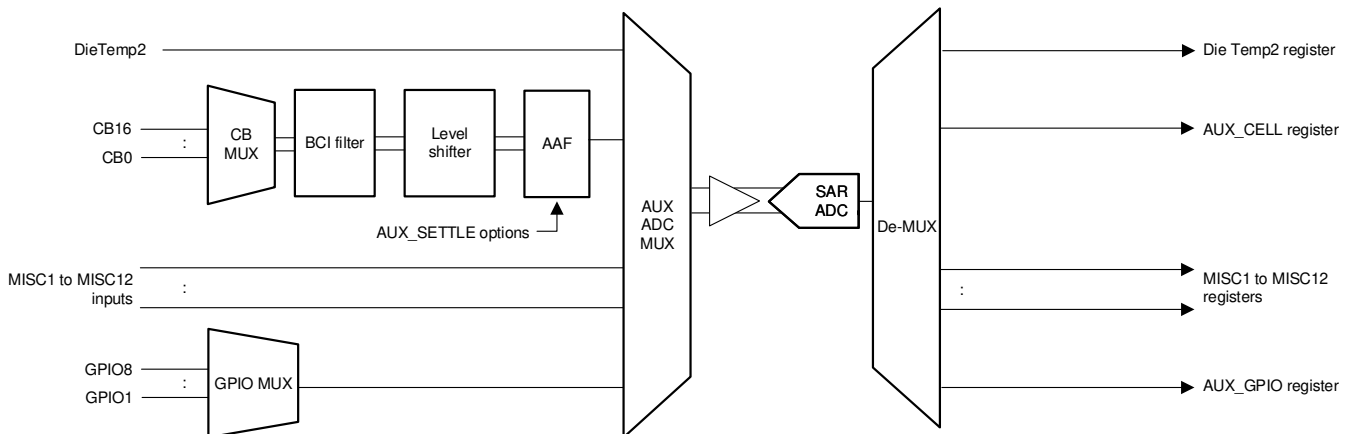 DieTemp2
CB16
:
CB0
CB
MUX
BCI filter
Level
shifter
AAF
AUX_SETTLE options
MISC1 to MISC12
inputs
:
GPIO8
:
GPIO1
GPIO MUX
AUX
ADC
MUX
SAR
ADC
De-MUX
Die Temp2 register
AUX_CELL register
:
MISC1 to MISC12
registers
AUX_GPIO register